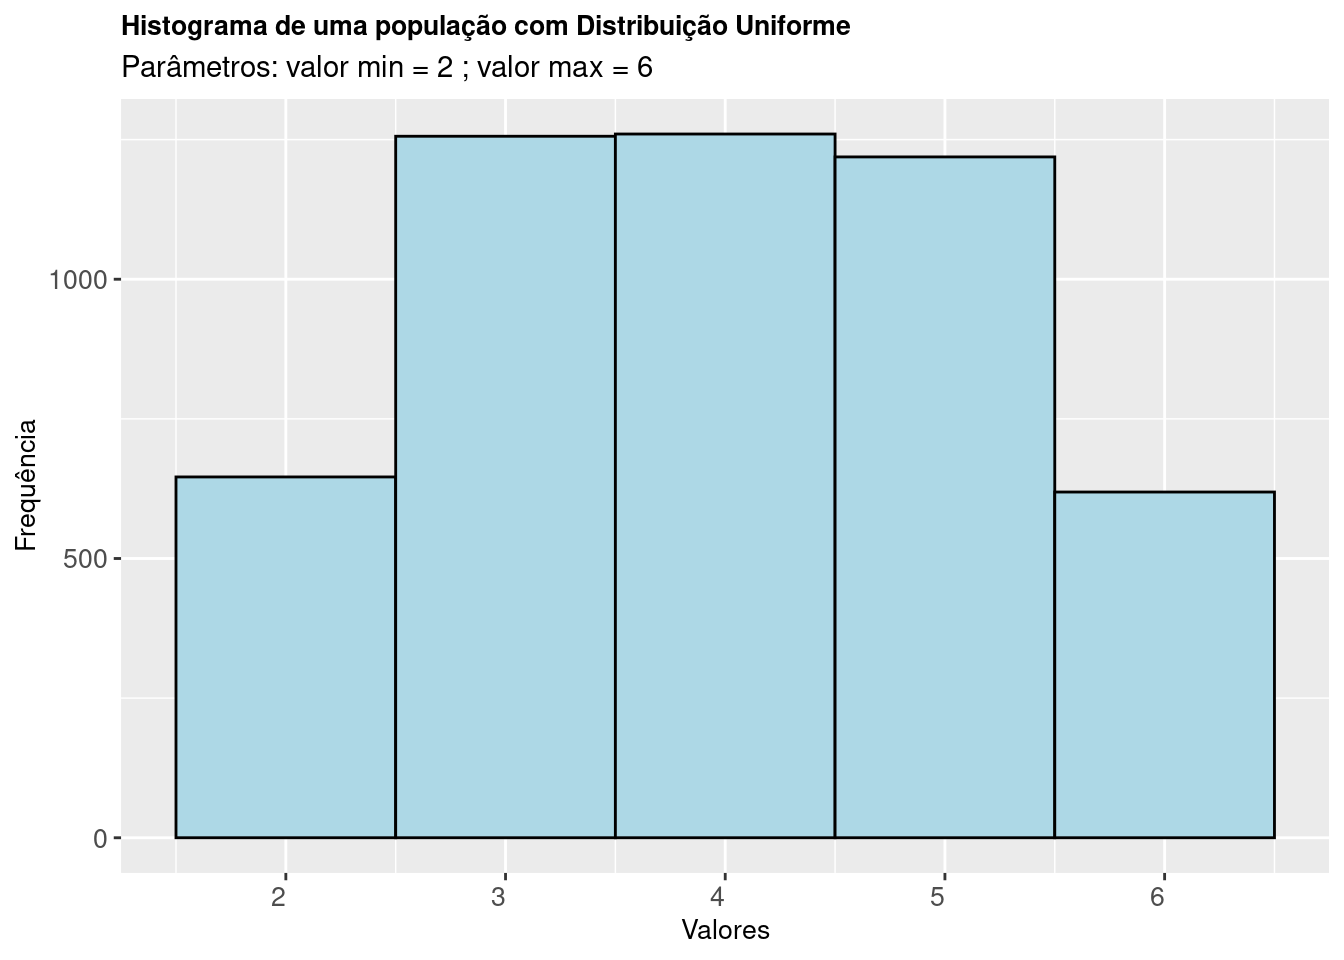 Histograma de uma população com Distribuição Uniforme
Parâmetros: valor min = 2 ; valor max = 6
Frequência
1000
500
0
2 3 4 5 6
Valores